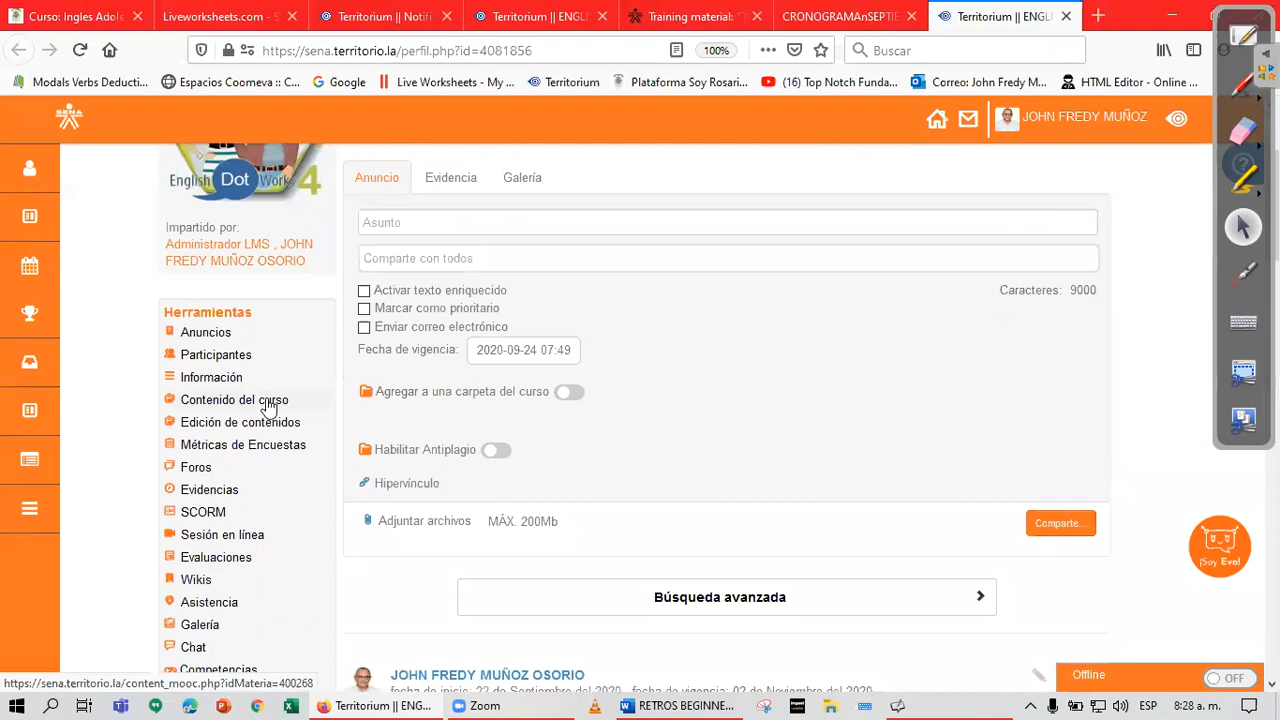 Curso: Ingles Adole
Liveworksheets.com -
Territorium || Notifi
Territorium || ENGLI
Training material: "
CRONOGRAMAnSEPTIE
Territorium || ENGLI
https://sena.territorio.la/perfil.php?id=4081856
100%
Buscar
Modals Verbs Deducti...
Espacios Coomeva :: C...
Google
Live Worksheets - My ...
Territorium
Plataforma Soy Rosari...
(16) Top Notch Funda...
Correo: John Fredy M...
HTML Editor - Online ...
SENA
JOHN FREDY MUÑOZ
English Dot Works 4
Impartido por:
Administrador LMS , JOHN
FREDY MUÑOZ OSORIO
Anuncio
Evidencia
Galería
Asunto
Comparte con todos
Activar texto enriquecido
Caracteres: 9000
Marcar como prioritario
Enviar correo electrónico
Fecha de vigencia:
2020-09-24 07:49
Agregar a una carpeta del curso
Habilitar Antiplagio
Hipervínculo
Adjuntar archivos
MÁX. 200Mb
Comparte...
Herramientas
Anuncios
Participantes
Información
Contenido del curso
Edición de contenidos
Métricas de Encuestas
Foros
Evidencias
SCORM
Sesión en línea
Evaluaciones
Wikis
Asistencia
Galería
Chat
Competencias
Búsqueda avanzada
¡Soy Eva!
JOHN FREDY MUÑOZ OSORIO
fecha de inicio: 22 de Septiembre del 2020 - fecha de vigencia: 02 de Noviembre del 2020
Offline
OFF
https://sena.territorio.la/content_mooc.php?idMateria=400268
Territorium || ENG...
Zoom
RETROS BEGINNE...
ESP
8:28 a. m.